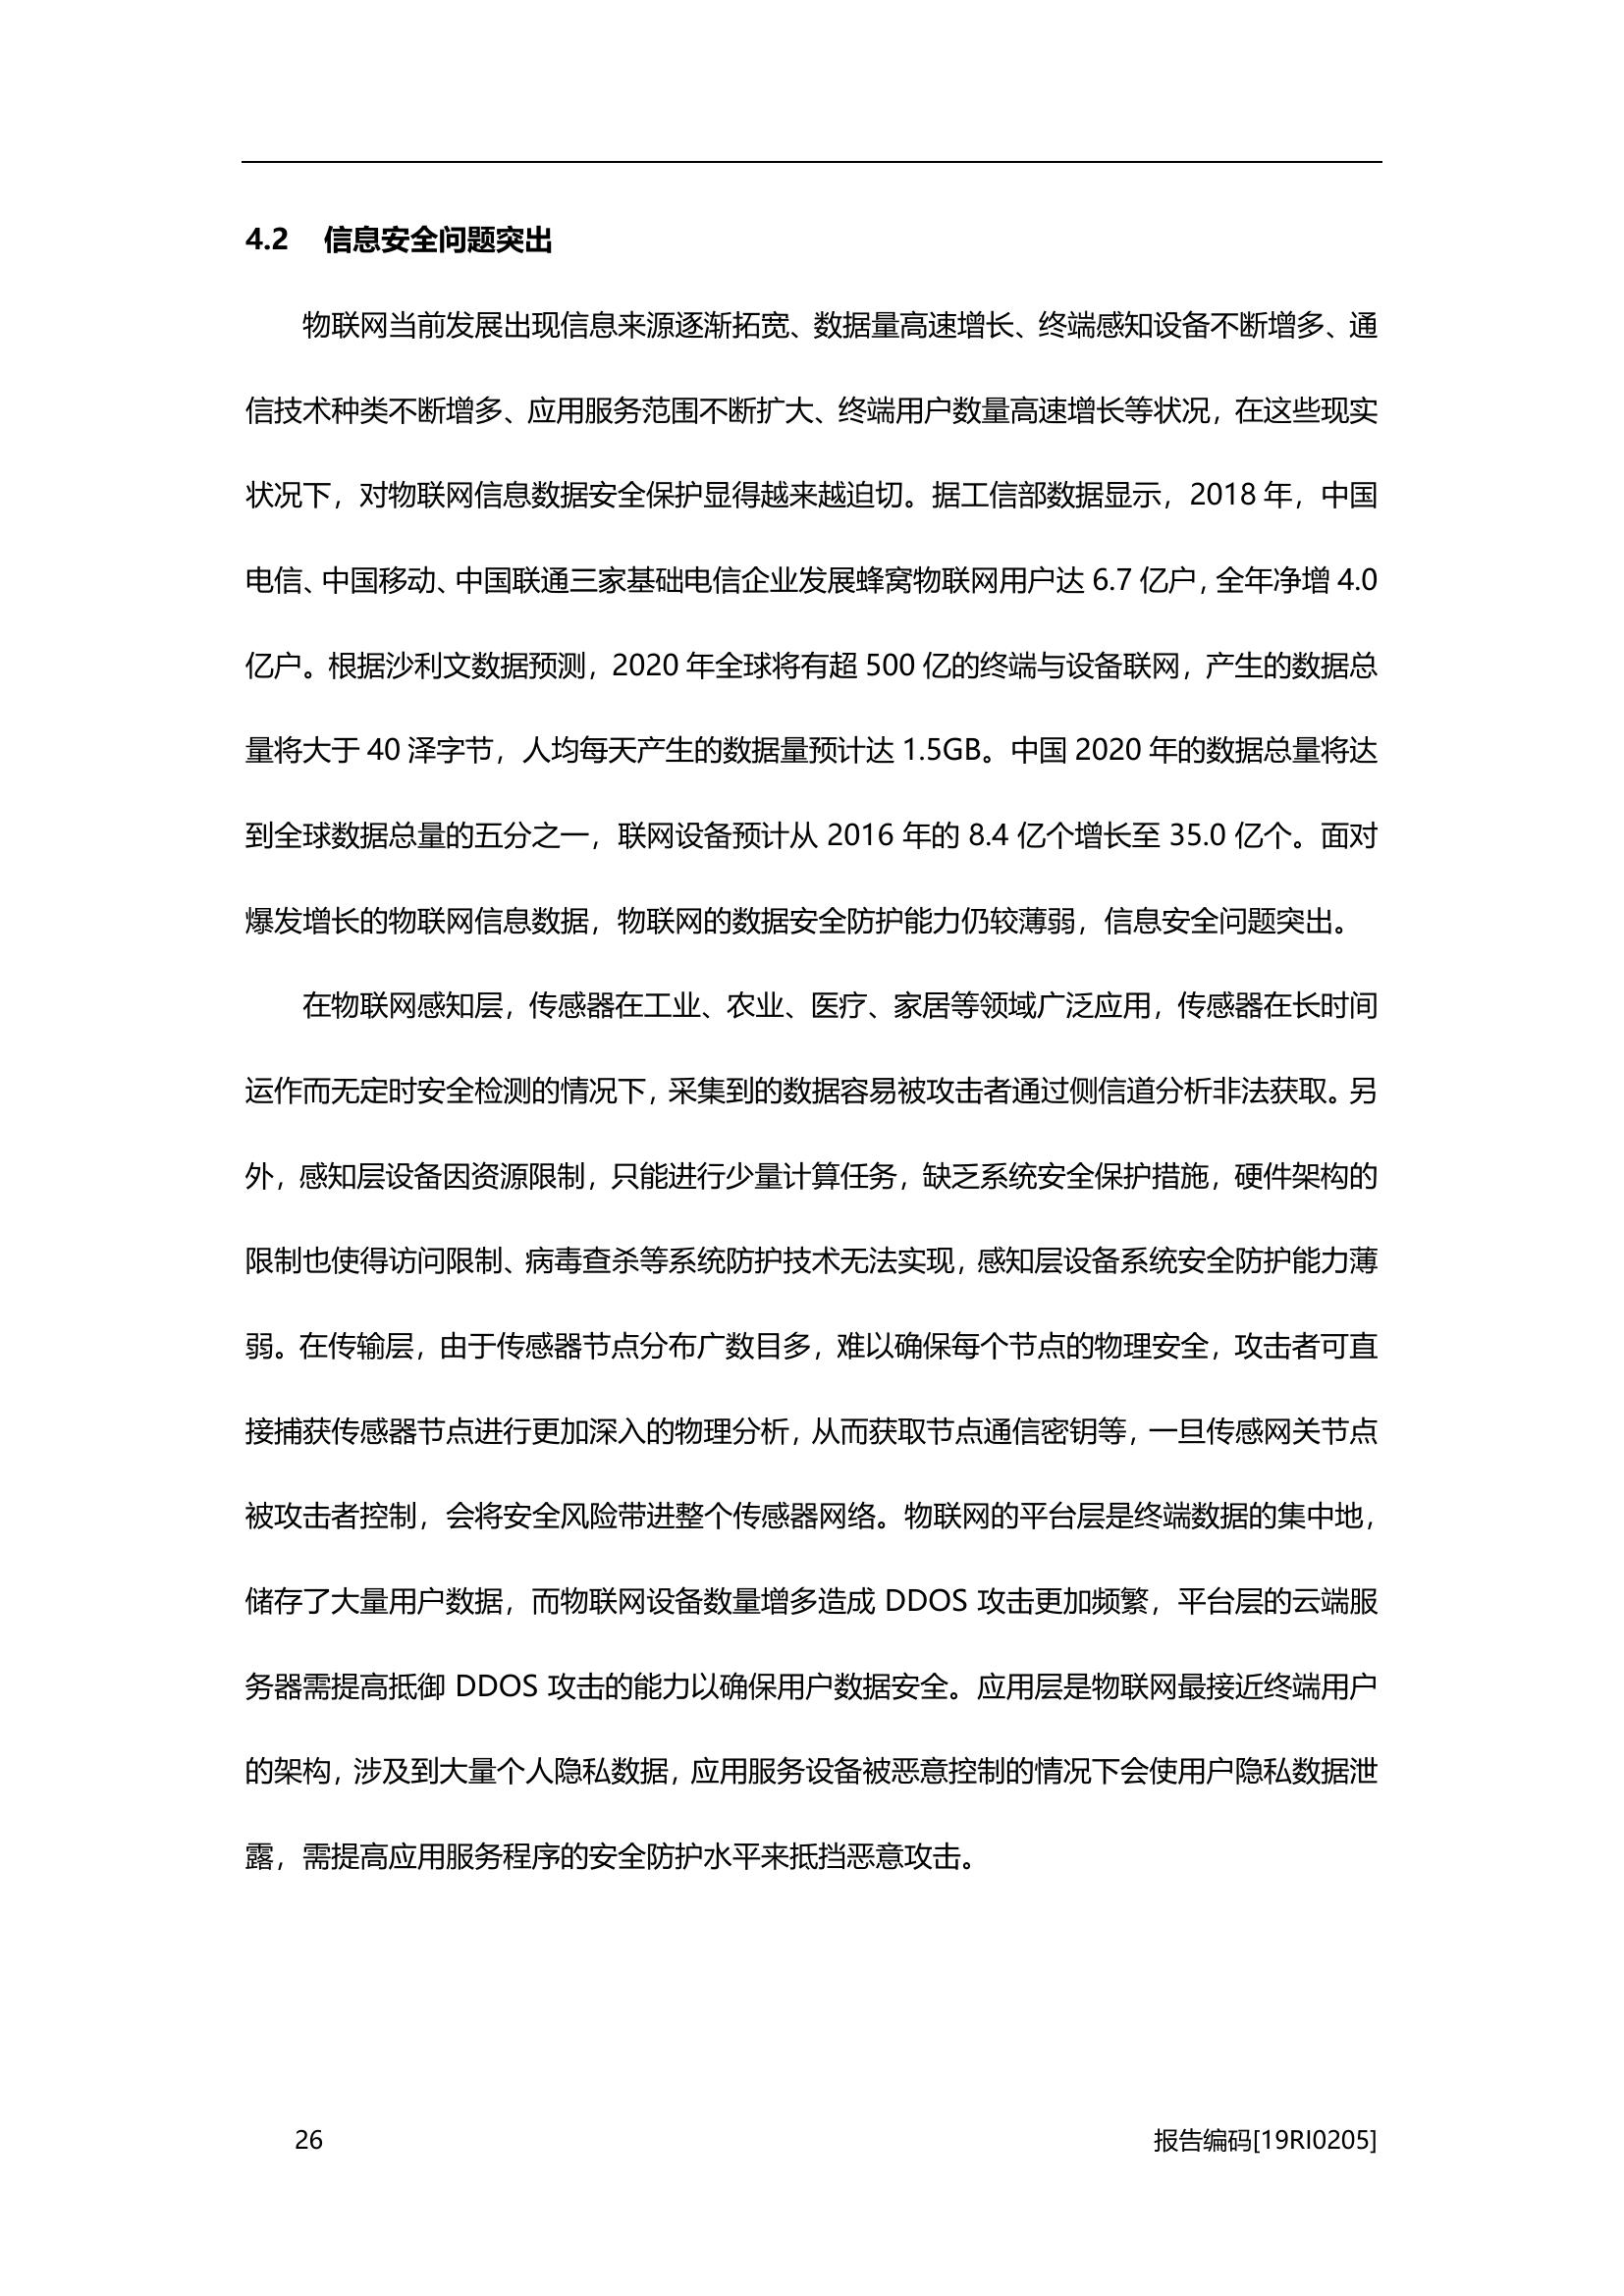 4.2 信息安全问题突出
物联网当前发展出现信息来源逐渐拓宽、数据量高速增长、终端感知设备不断增多、通
信技术种类不断增多、应用服务范围不断扩大、终端用户数量高速增长等状况，在这些现实
状况下，对物联网信息数据安全保护显得越来越迫切。据工信部数据显示，2018 年，中国
电信、中国移动、中国联通三家基础电信企业发展蜂窝物联网用户达 6.7 亿户，全年净增 4.0
亿户。根据沙利文数据预测，2020 年全球将有超 500 亿的终端与设备联网，产生的数据总
量将大于 40 泽字节，人均每天产生的数据量预计达 1.5GB。中国 2020 年的数据总量将达
到全球数据总量的五分之一，联网设备预计从 2016 年的 8.4 亿个增长至 35.0 亿个。面对
爆发增长的物联网信息数据，物联网的数据安全防护能力仍较薄弱，信息安全问题突出。
在物联网感知层，传感器在工业、农业、医疗、家居等领域广泛应用，传感器在长时间
运作而无定时安全检测的情况下，采集到的数据容易被攻击者通过侧信道分析非法获取。另
外，感知层设备因资源限制，只能进行少量计算任务，缺乏系统安全保护措施，硬件架构的
限制也使得访问限制、病毒查杀等系统防护技术无法实现，感知层设备系统安全防护能力薄
弱。在传输层，由于传感器节点分布广数目多，难以确保每个节点的物理安全，攻击者可直
接捕获传感器节点进行更加深入的物理分析，从而获取节点通信密钥等，一旦传感网关节点
被攻击者控制，会将安全风险带进整个传感器网络。物联网的平台层是终端数据的集中地，
储存了大量用户数据，而物联网设备数量增多造成 DDOS 攻击更加频繁，平台层的云端服
务器需提高抵御 DDOS 攻击的能力以确保用户数据安全。应用层是物联网最接近终端用户
的架构，涉及到大量个人隐私数据，应用服务设备被恶意控制的情况下会使用户隐私数据泄
露，需提高应用服务程序的安全防护水平来抵挡恶意攻击。
26 报告编码[19RI0205]